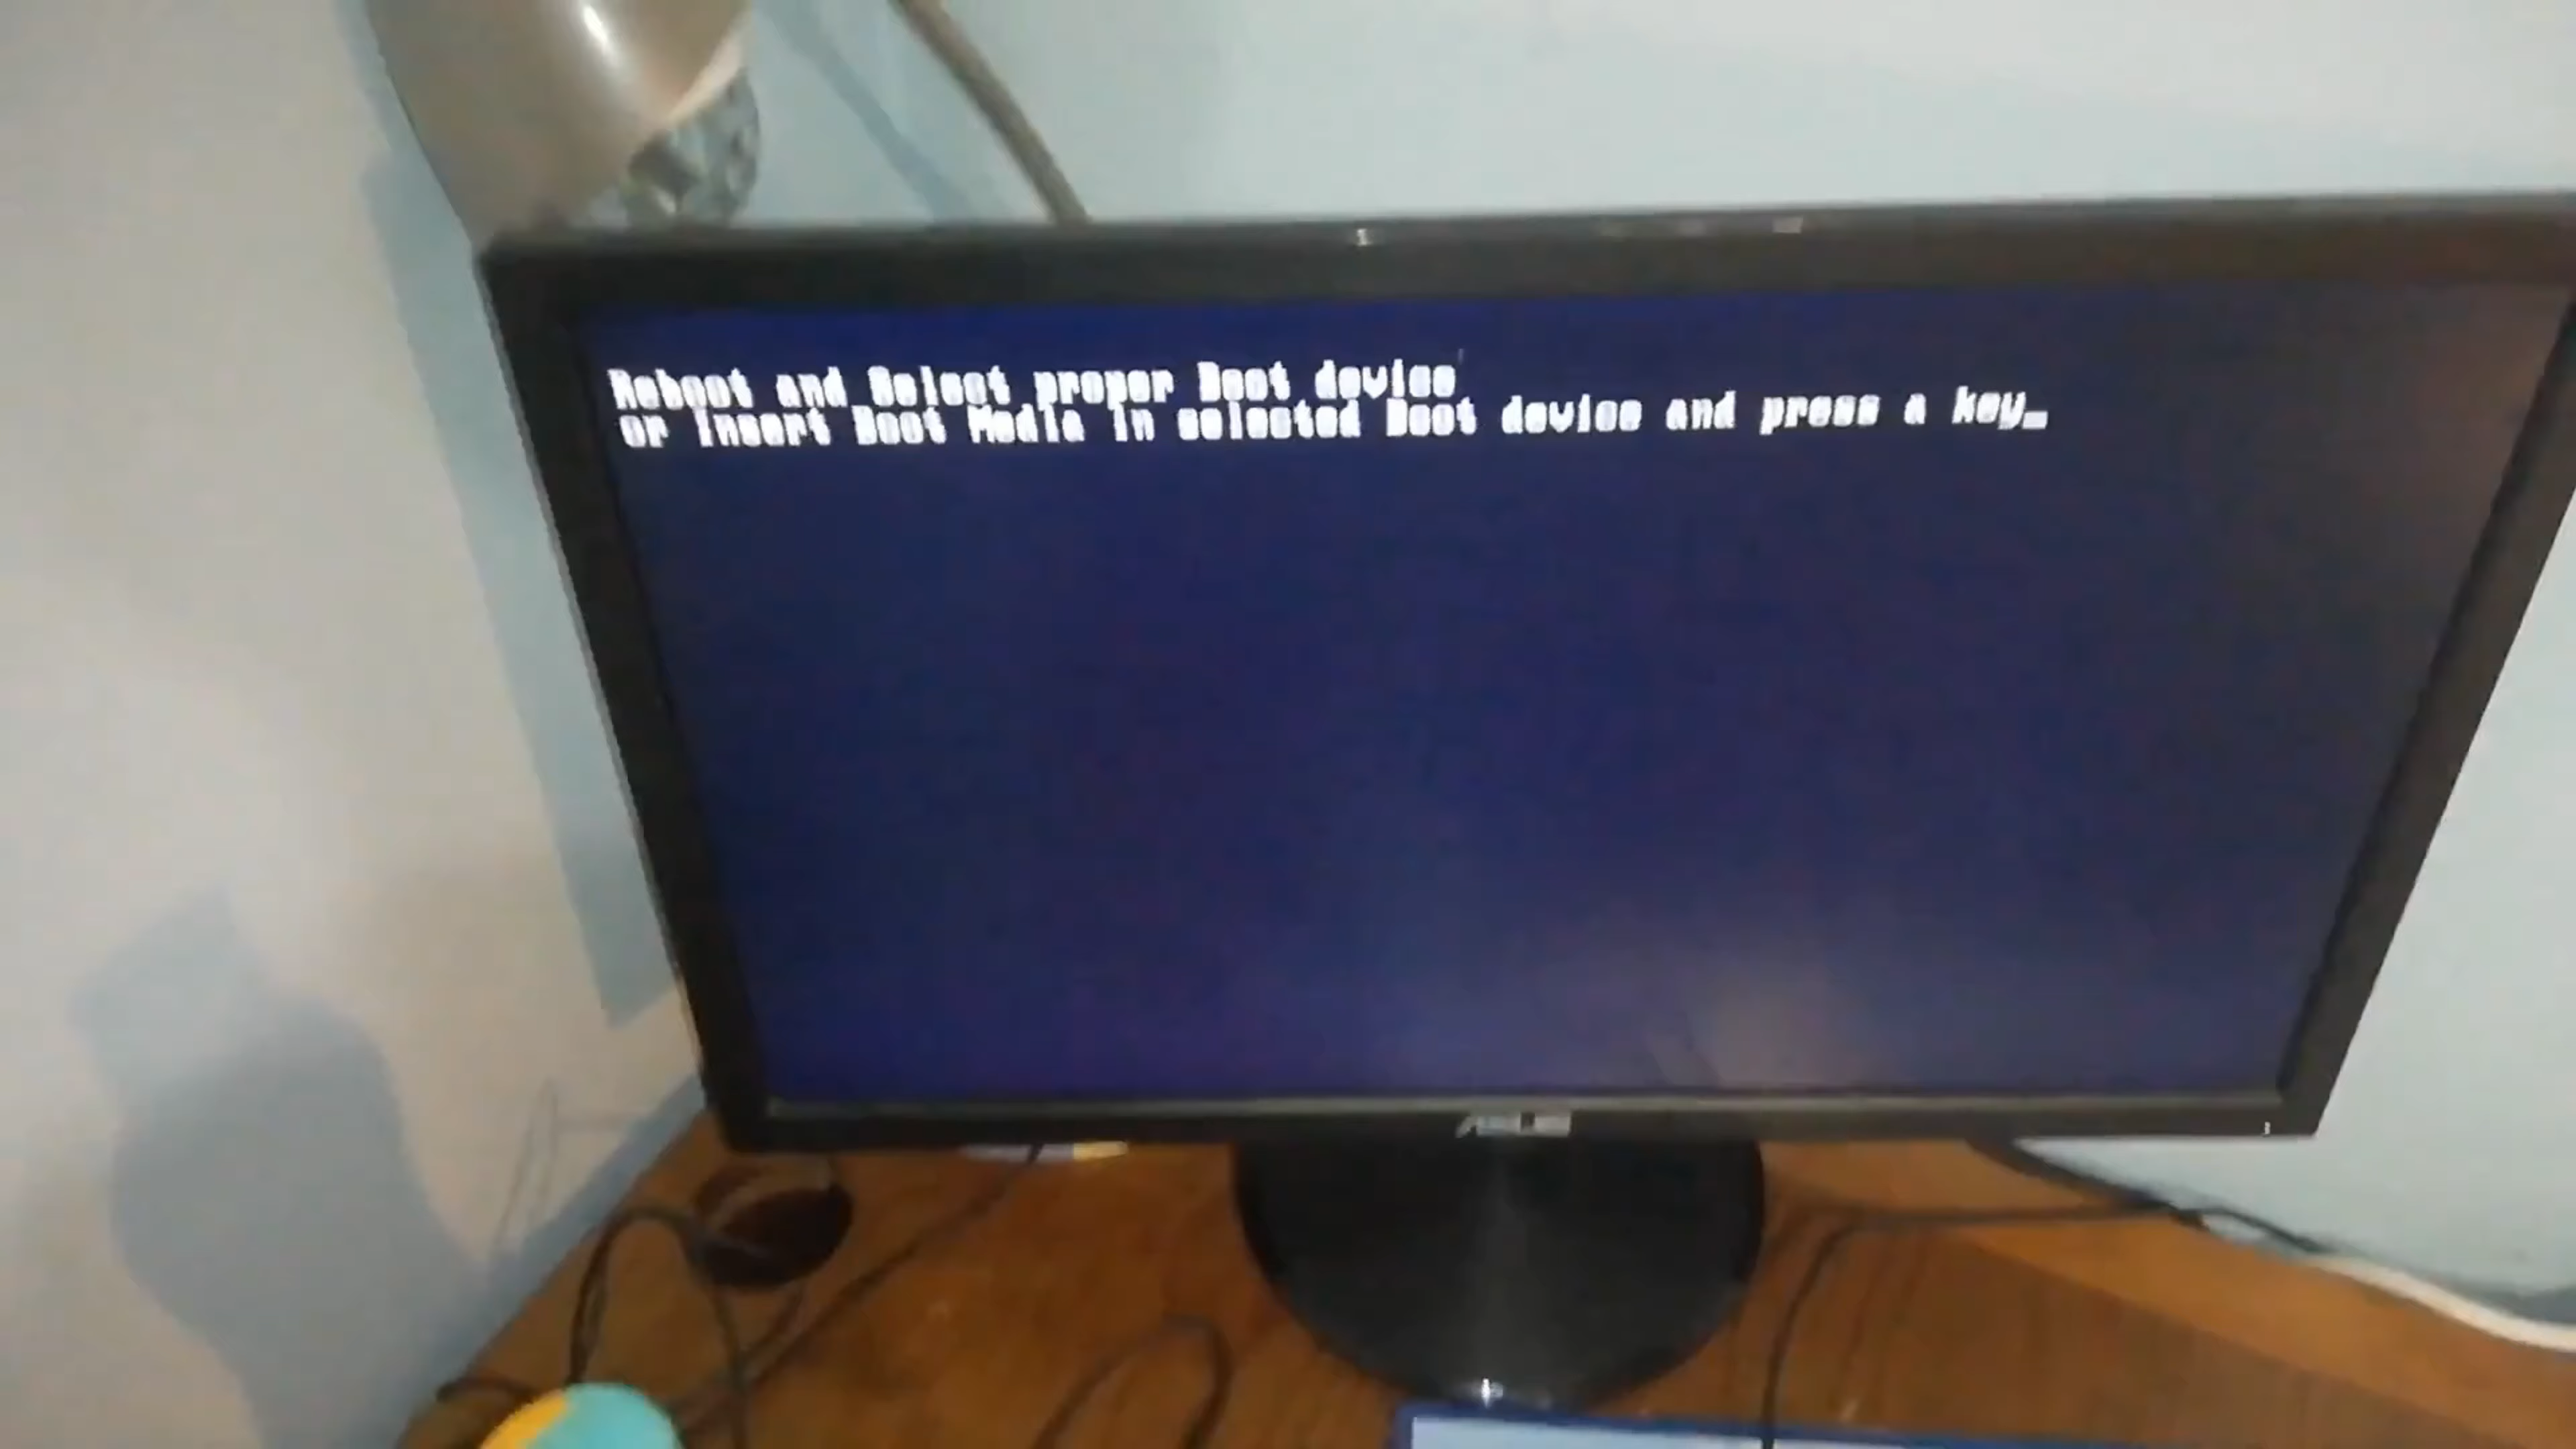 Reboot and Select proper Boot device
or Insert Boot Media in selected Boot device and press a key_
ASUS